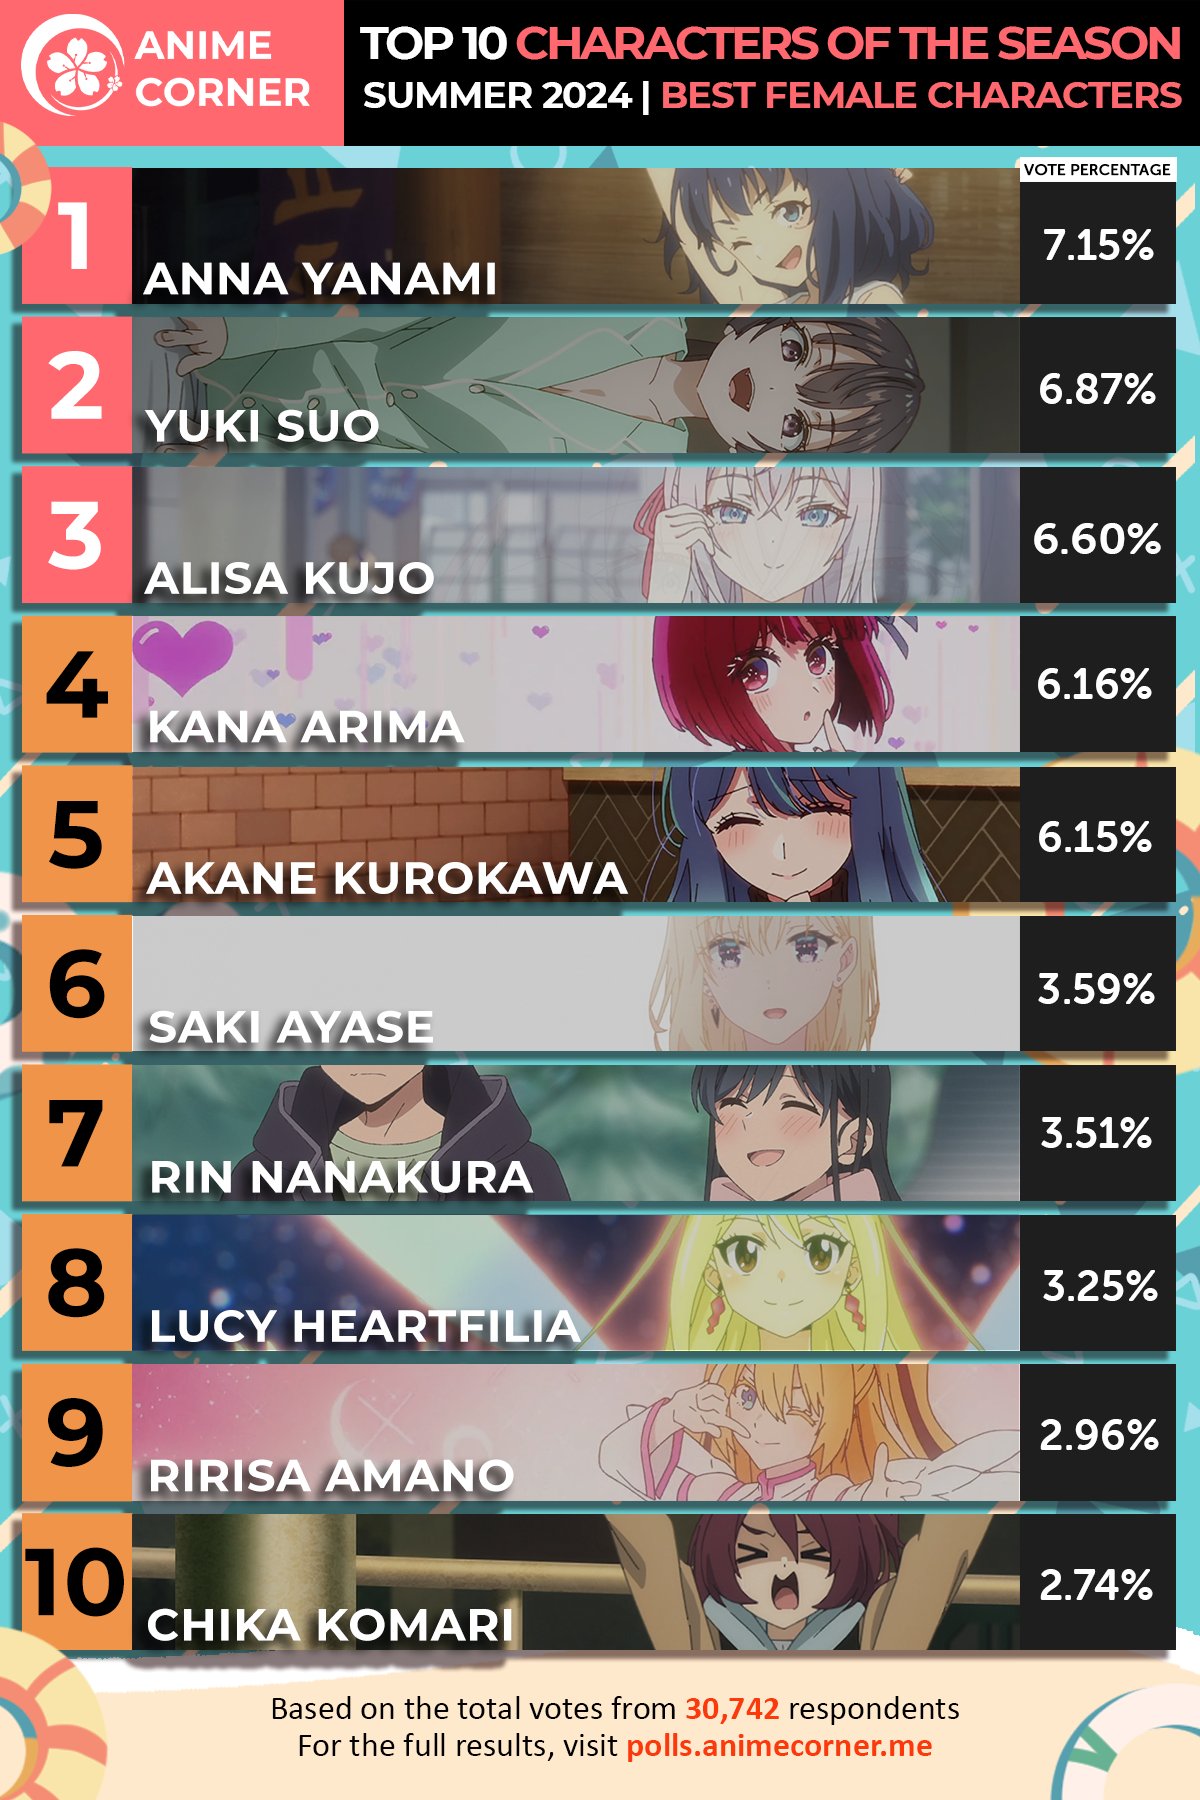 ANIME
CORNER
TOP 10 CHARACTERS OF THE SEASON
SUMMER 2024 | BEST FEMALE CHARACTERS
VOTE PERCENTAGE
1
ANNA YANAMI
7.15%
2
YUKI SUO
6.87%
3
ALISA KUJO
6.60%
4
KANA ARIMA
6.16%
5
AKANE KUROKAWA
6.15%
6
SAKI AYASE
3.59%
7
RIN NANAKURA
3.51%
8
LUCY HEARTFILIA
3.25%
9
RIRISA AMANO
2.96%
10
CHIKA KOMARI
2.74%
Based on the total votes from 30,742 respondents
For the full results, visit polls.animecorner.me